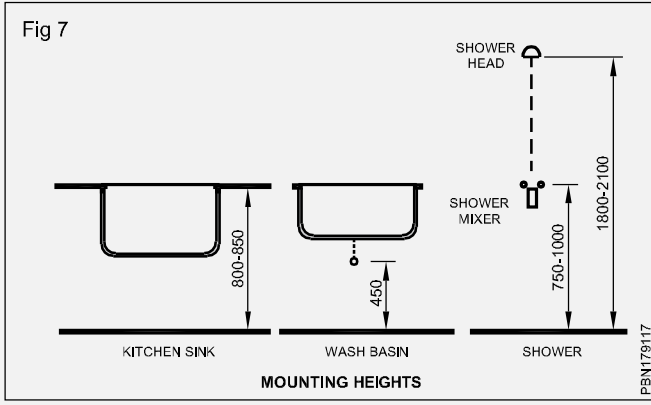 Fig 7
SHOWER
HEAD
SHOWER
MIXER
800-850
450
750-1000
1800-2100
KITCHEN SINK
WASH BASIN
SHOWER
MOUNTING HEIGHTS
PBN179117